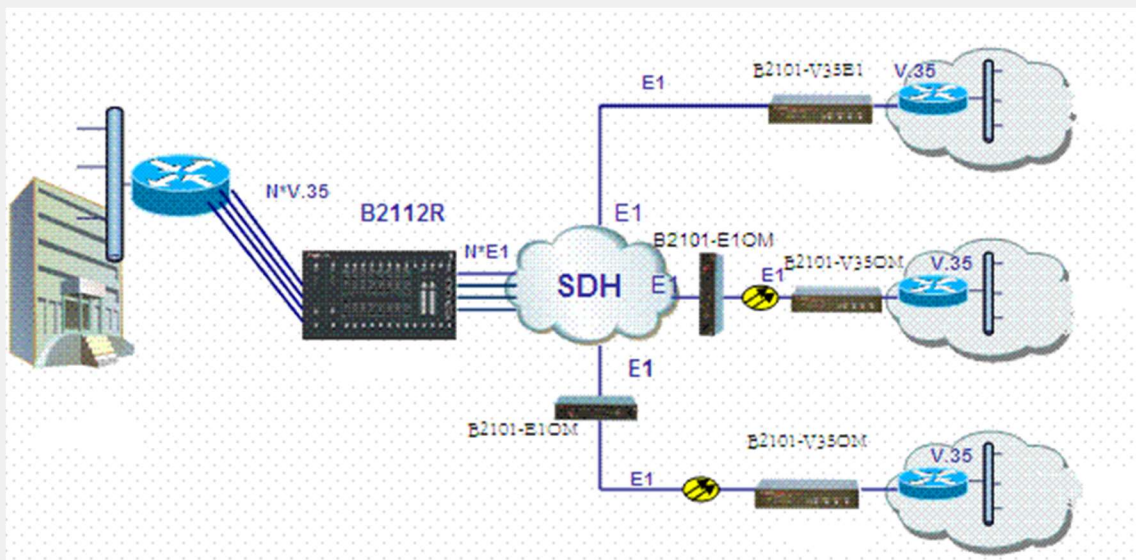 B2101-V35E1
V.35
E1
N*V.35
B2112R
E1
B2101-E1OM
N*E1
SDH
E1
E1
B2101-V35OM
V.35
E1
B2101-E1OM
B2101-V35OM
V.35
E1